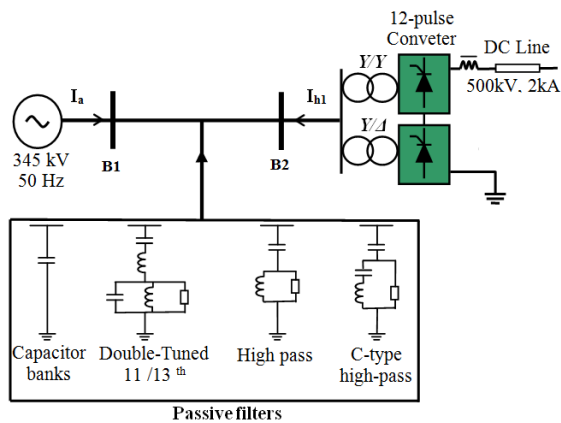 12-pulse
Conveter
DC Line
500kV, 2kA
Y/Y
Y/Δ
Ia
Ih1
B1
B2
345 kV
50 Hz
Capacitor
banks
Double-Tuned
11 /13 th
High pass
C-type
high-pass
Passive filters